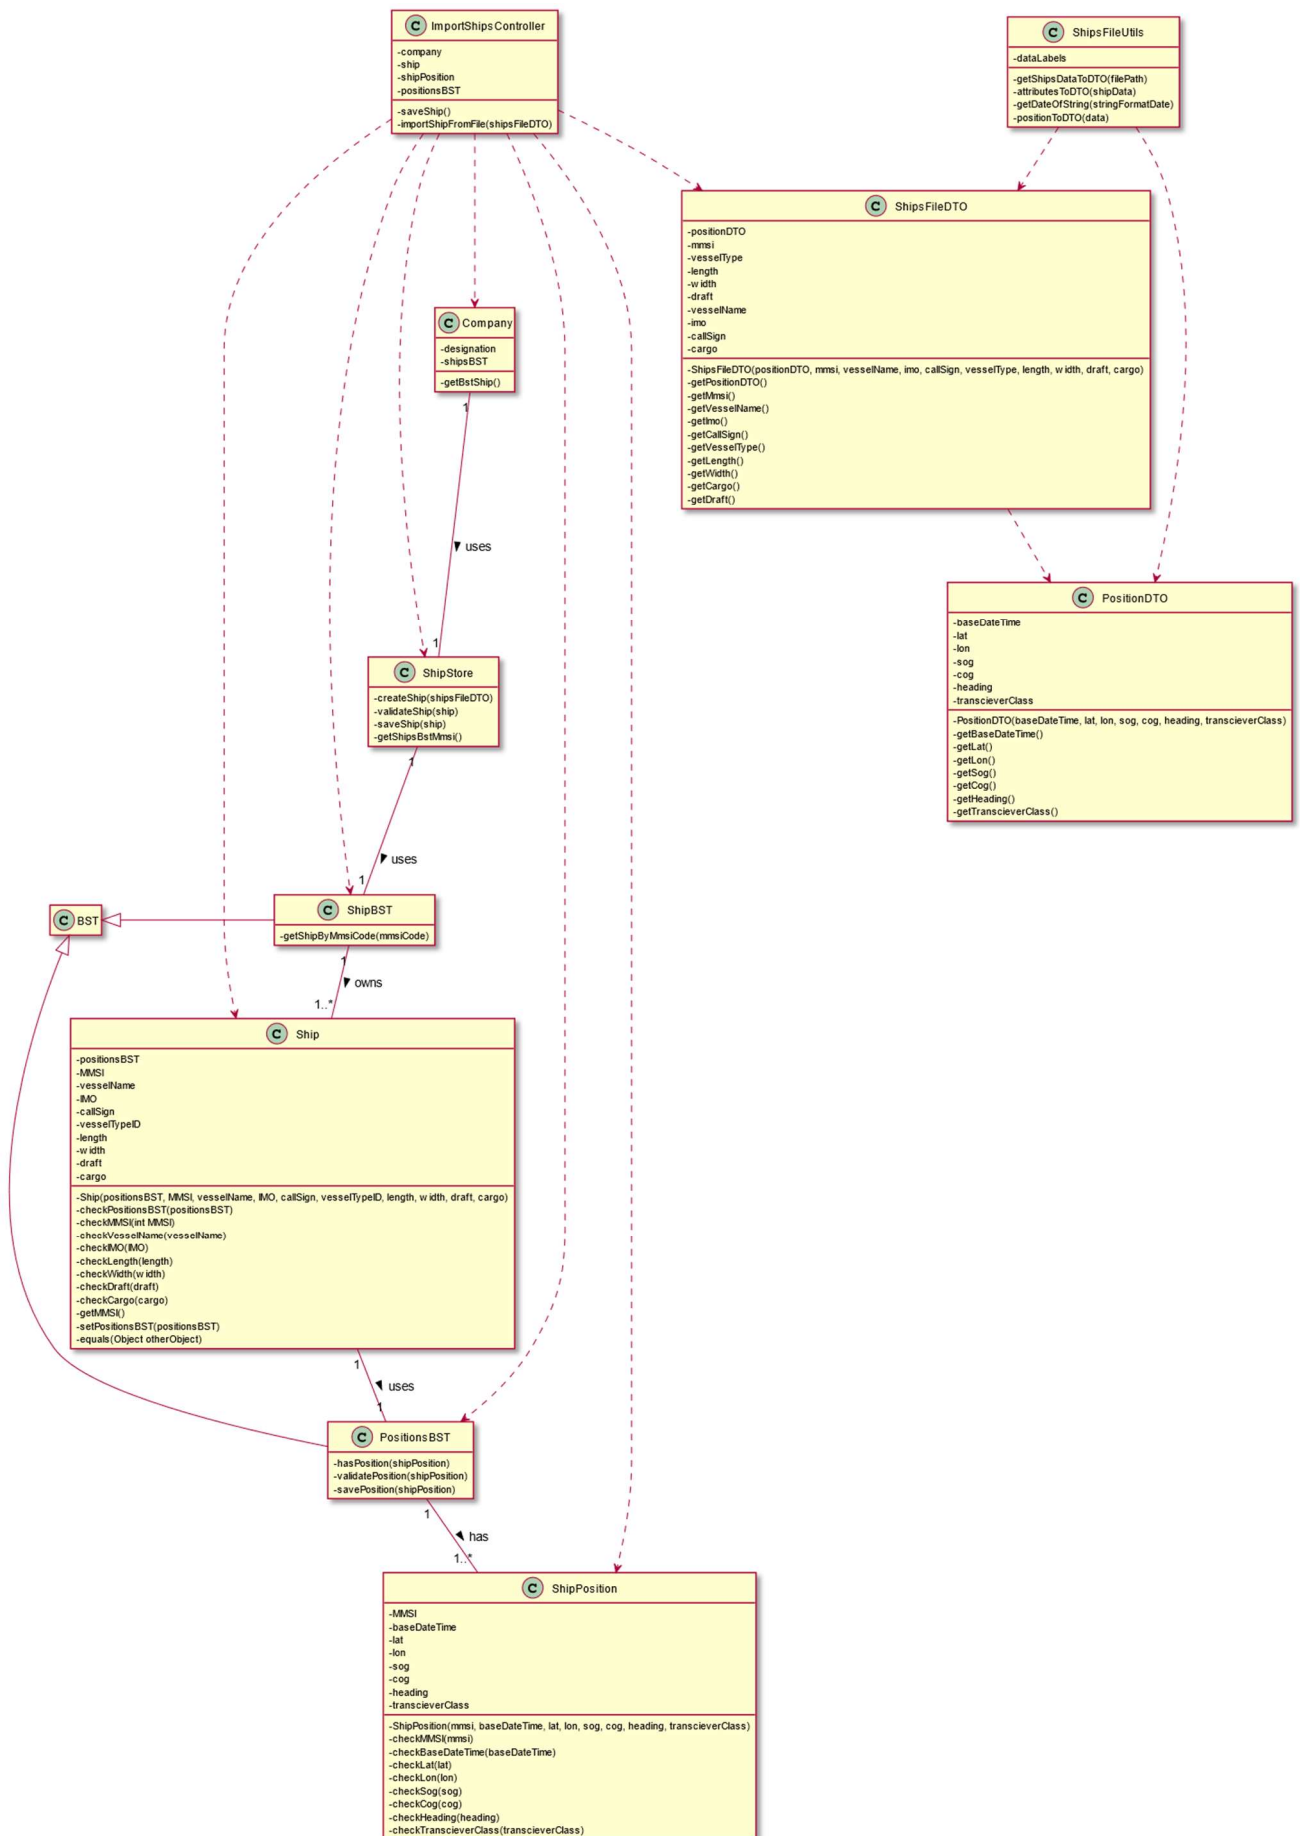 C ImportShipsController
-company
-ship
-shipPosition
-positionsBST
-saveShip()
-importShipFromFile(shipsFileDTO)
C ShipsFileUtils
-dataLabels
-getShipsDataToDTO(filePath)
-attributesToDTO(shipData)
-getDateOfString(stringFormatDate)
-positionToDTO(data)
C ShipsFileDTO
-positionDTO
-mmsi
-vesselType
-length
-width
-draft
-vesselName
-imo
-callSign
-cargo
-ShipsFileDTO(positionDTO, mmsi, vesselName, imo, callSign, vesselType, length, width, draft, cargo)
-getPositionDTO()
-getMmsi()
-getVesselName()
-getImo()
-getCallSign()
-getVesselType()
-getLength()
-getWidth()
-getCargo()
-getDraft()
C Company
-designation
-shipsBST
-getBstShip()
1
uses
1
C PositionDTO
-baseDateTime
-lat
-lon
-sog
-cog
-heading
-transcieverClass
-PositionDTO(baseDateTime, lat, lon, sog, cog, heading, transcieverClass)
-getBaseDateTime()
-getLat()
-getLon()
-getSog()
-getCog()
-getHeading()
-getTranscieverClass()
C ShipStore
-createShip(shipsFileDTO)
-validateShip(ship)
-saveShip(ship)
-getShipsBstMmsi()
1
uses
1
C BST
C ShipBST
-getShipByMmsiCode(mmsiCode)
1
owns
1..*
C Ship
-positionsBST
-MMSI
-vesselName
-IMO
-callSign
-vesselTypeID
-length
-width
-draft
-cargo
-Ship(positionsBST, MMSI, vesselName, IMO, callSign, vesselTypeID, length, width, draft, cargo)
-checkPositionsBST(positionsBST)
-checkMMSI(int MMSI)
-checkVesselName(vesselName)
-checkIMO(IMO)
-checkLength(length)
-checkWidth(width)
-checkDraft(draft)
-checkCargo(cargo)
-getMMSI()
-setPositionsBST(positionsBST)
-equals(Object otherObject)
1
uses
1
C PositionsBST
-hasPosition(shipPosition)
-validatePosition(shipPosition)
-savePosition(shipPosition)
1
has
1..*
C ShipPosition
-MMSI
-baseDateTime
-lat
-lon
-sog
-cog
-heading
-transcieverClass
-ShipPosition(mmsi, baseDateTime, lat, lon, sog, cog, heading, transcieverClass)
-checkMMSI(mmsi)
-checkBaseDateTime(baseDateTime)
-checkLat(lat)
-checkLon(lon)
-checkSog(sog)
-checkCog(cog)
-checkHeading(heading)
-checkTranscieverClass(transcieverClass)